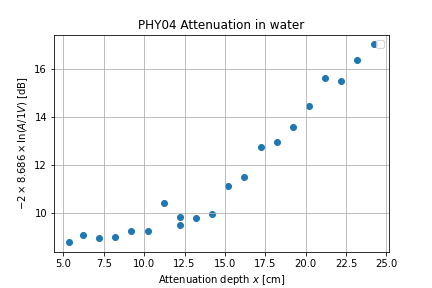 PHY04 Attenuation in water
−2 × 8.686 × ln(A/1V) [dB]
16
14
12
10
5.0 7.5 10.0 12.5 15.0 17.5 20.0 22.5 25.0
Attenuation depth x [cm]